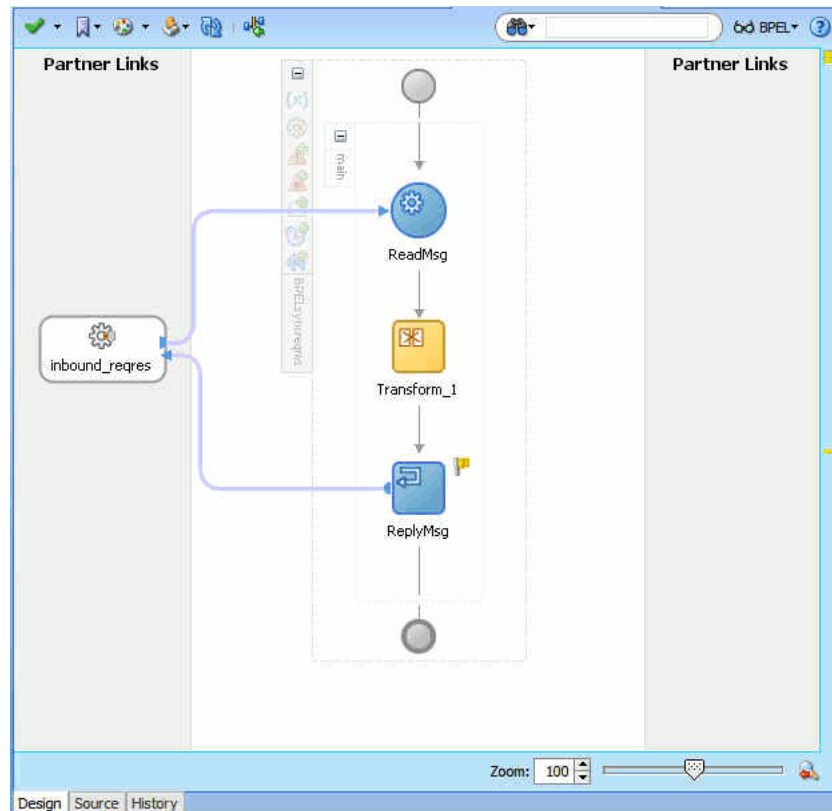 BPEL
Partner Links
Partner Links
main
ReadMsg
BPELsyncreqres
inbound_reqres
Transform_1
ReplyMsg
Zoom: 100
Design Source History